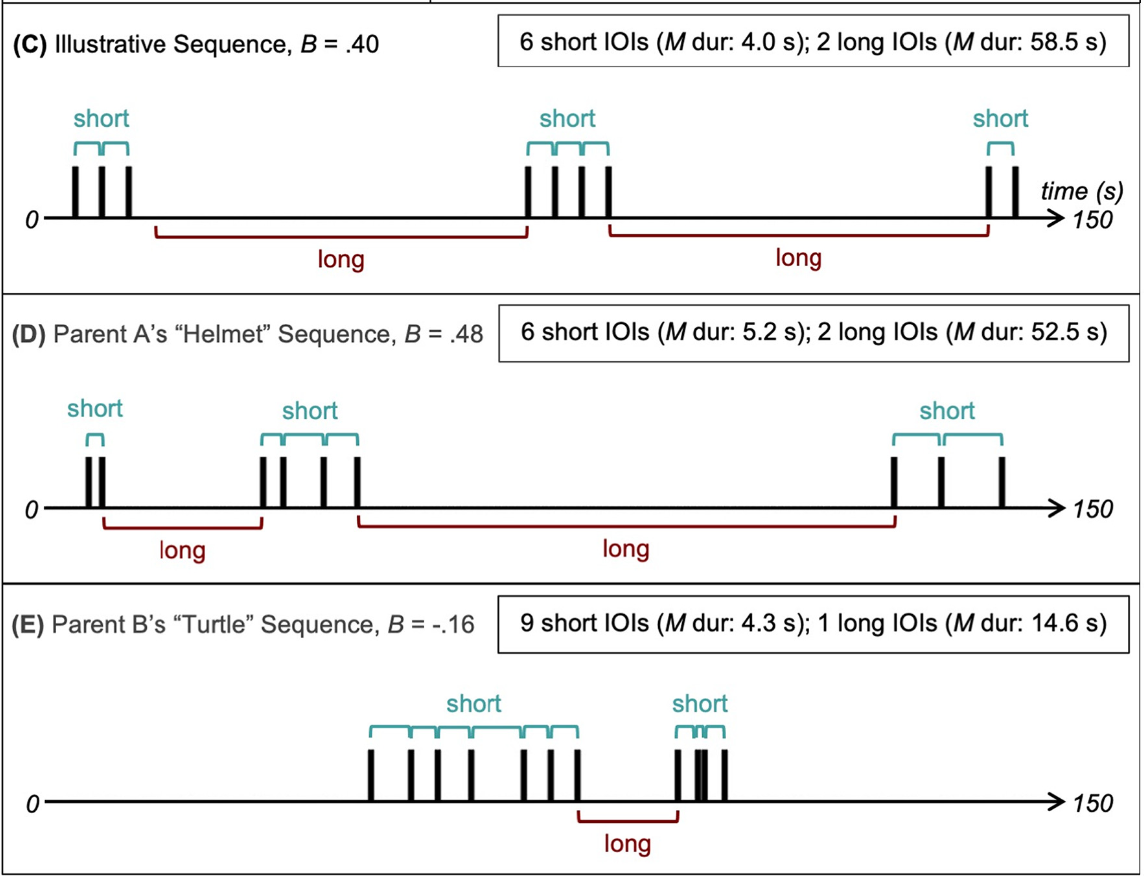 (C) Illustrative Sequence, B = .40
6 short IOIs (M dur: 4.0 s); 2 long IOIs (M dur: 58.5 s)
short short short
time (s)
0 150
long long
(D) Parent A’s “Helmet” Sequence, B = .48
6 short IOIs (M dur: 5.2 s); 2 long IOIs (M dur: 52.5 s)
short short short
0 150
long long
(E) Parent B’s “Turtle” Sequence, B = -.16
9 short IOIs (M dur: 4.3 s); 1 long IOIs (M dur: 14.6 s)
short short
0 150
long